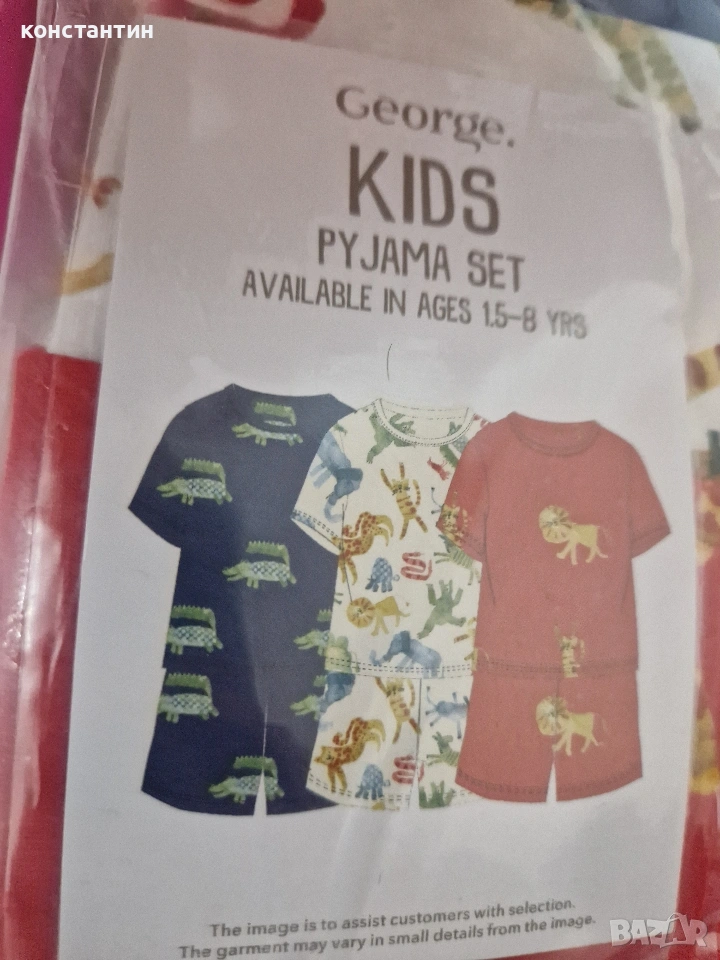 константин
George.
KIDS
PYJAMA SET
AVAILABLE IN AGES 1.5-8 YRS
The image is to assist customers with selection.
The garment may vary in small details from the image.
BAZAR